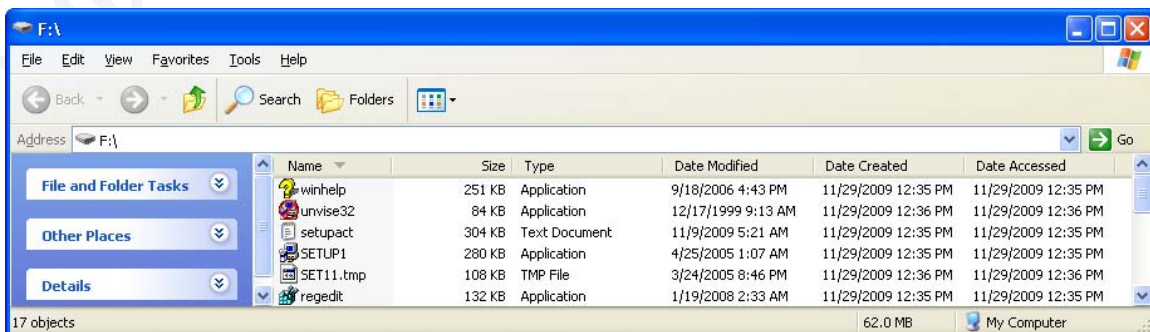 F:\
File Edit View Favorites Tools Help
Back Search Folders
Address F:\ Go
Name Size Type Date Modified Date Created Date Accessed
File and Folder Tasks
Other Places
Details
winhelp 251 KB Application 9/18/2006 4:43 PM 11/29/2009 12:35 PM 11/29/2009 12:35 PM
unvise32 84 KB Application 12/17/1999 9:13 AM 11/29/2009 12:36 PM 11/29/2009 12:36 PM
setupact 304 KB Text Document 11/9/2009 5:21 AM 11/29/2009 12:36 PM 11/29/2009 12:36 PM
SETUP1 280 KB Application 4/25/2005 1:07 AM 11/29/2009 12:36 PM 11/29/2009 12:36 PM
SET11.tmp 108 KB TMP File 3/24/2005 8:46 PM 11/29/2009 12:36 PM 11/29/2009 12:36 PM
regedit 132 KB Application 1/19/2008 2:33 AM 11/29/2009 12:35 PM 11/29/2009 12:35 PM
17 objects 62.0 MB My Computer